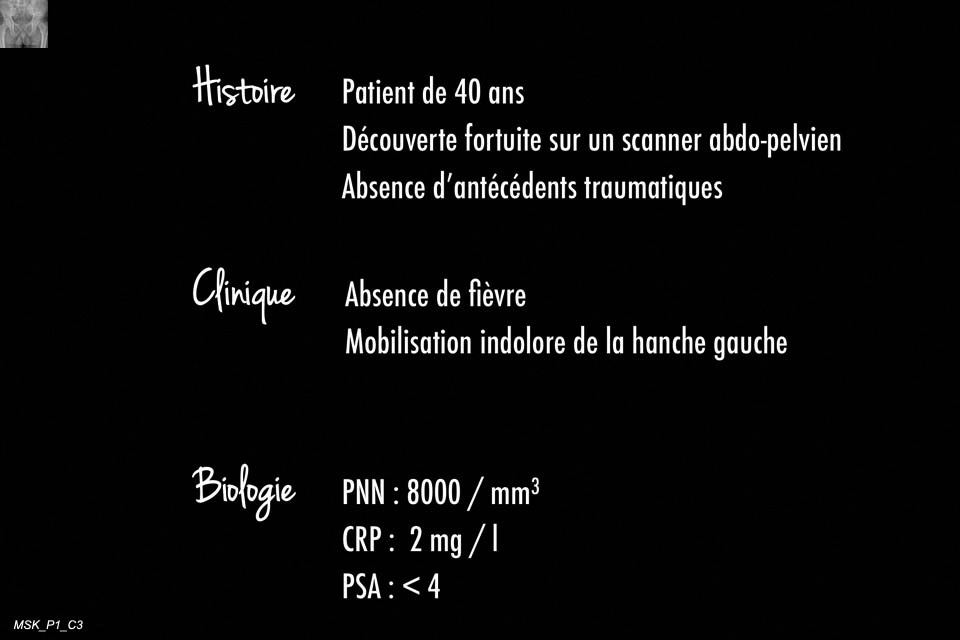 Histoire Patient de 40 ans
Découverte fortuite sur un scanner abdo-pelvien
Absence d’antécédents traumatiques
Clinique Absence de fièvre
Mobilisation indolore de la hanche gauche
Biologie PNN : 8000 / mm³
CRP : 2 mg / l
PSA : < 4
MSK_P1_C3